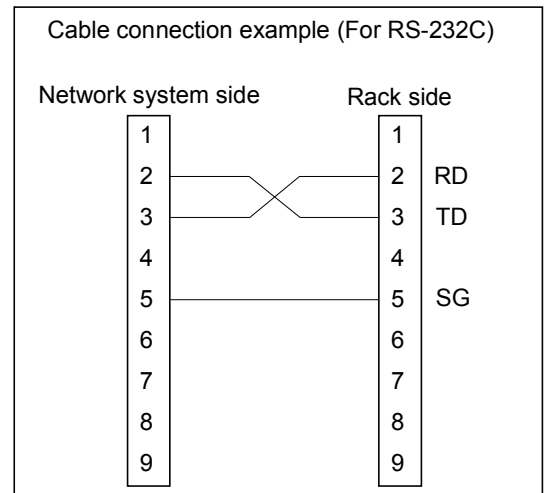 Cable connection example (For RS-232C)
Network system side Rack side
1 1
2 2 RD
3 3 TD
4 4
5 5 SG
6 6
7 7
8 8
9 9